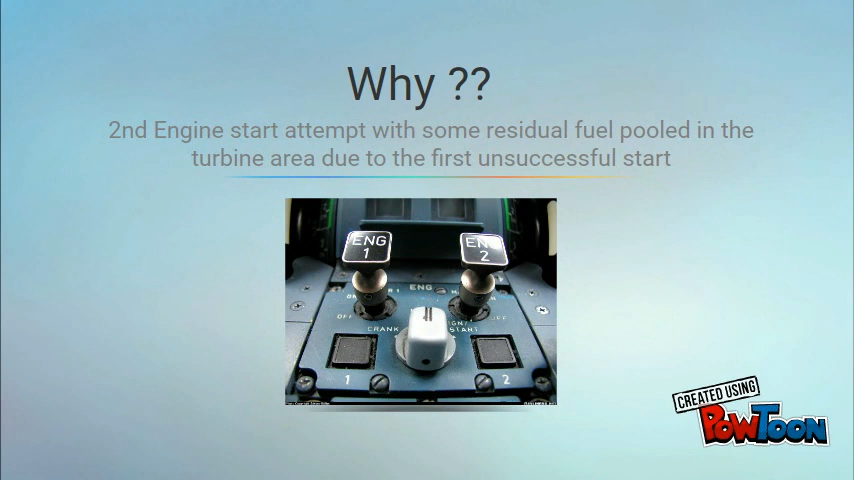 Why ??
2nd Engine start attempt with some residual fuel pooled in the
turbine area due to the first unsuccessful start
ENG
1
ENG
2
ENG
OFF
CRANK
START
1
2
CREATED USING
POWTOON